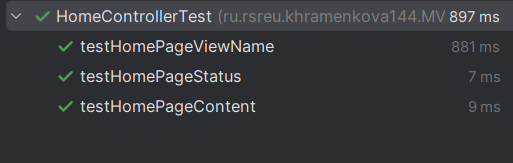 HomeControllerTest (ru.rsreu.khramenkova144.MV 897 ms
testHomePageViewName 881 ms
testHomePageStatus 7 ms
testHomePageContent 9 ms